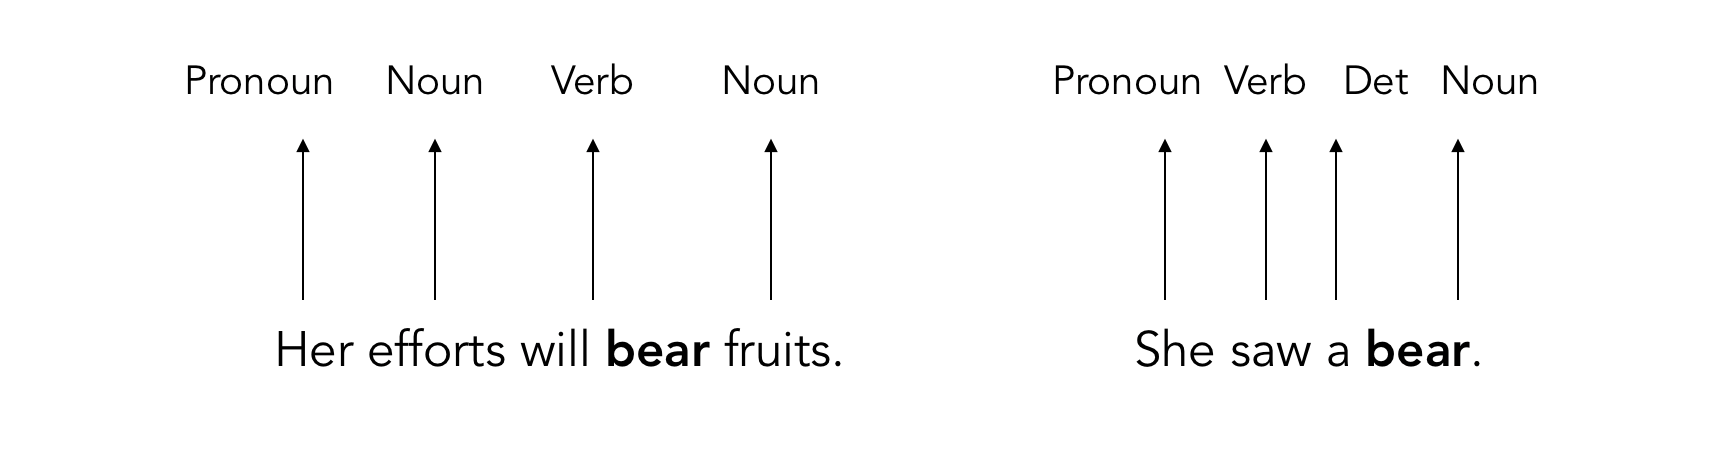 Pronoun Noun Verb Noun
Her efforts will bear fruits.
Pronoun Verb Det Noun
She saw a bear.